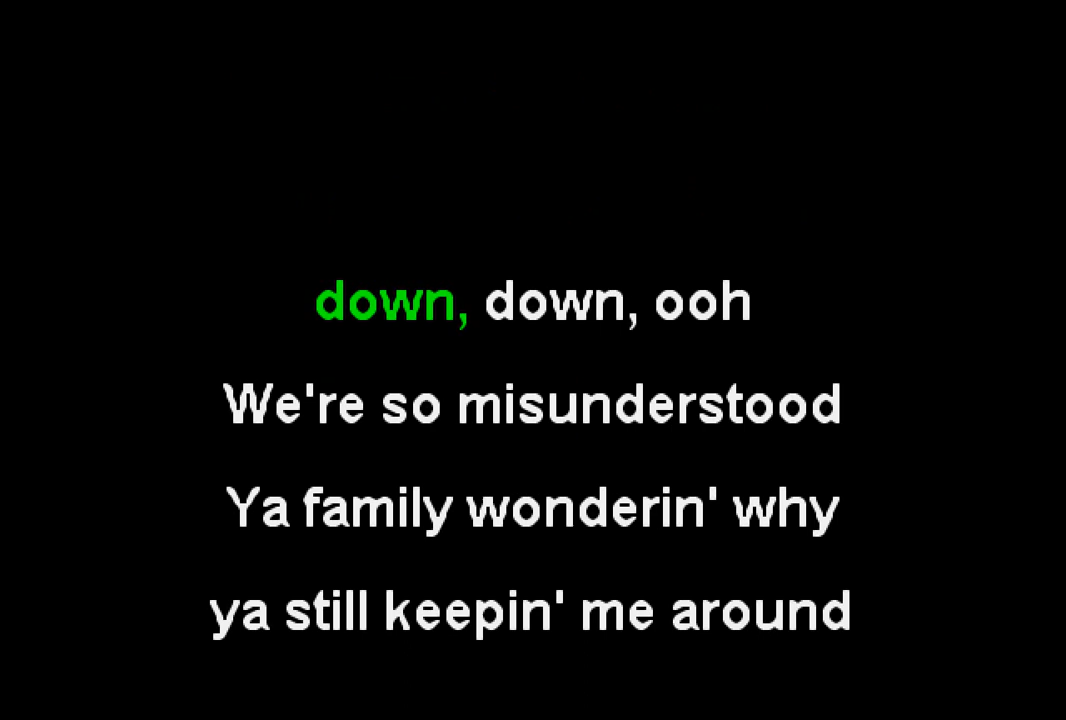 down, down, ooh
We're so misunderstood
Ya family wonderin' why
ya still keepin' me around